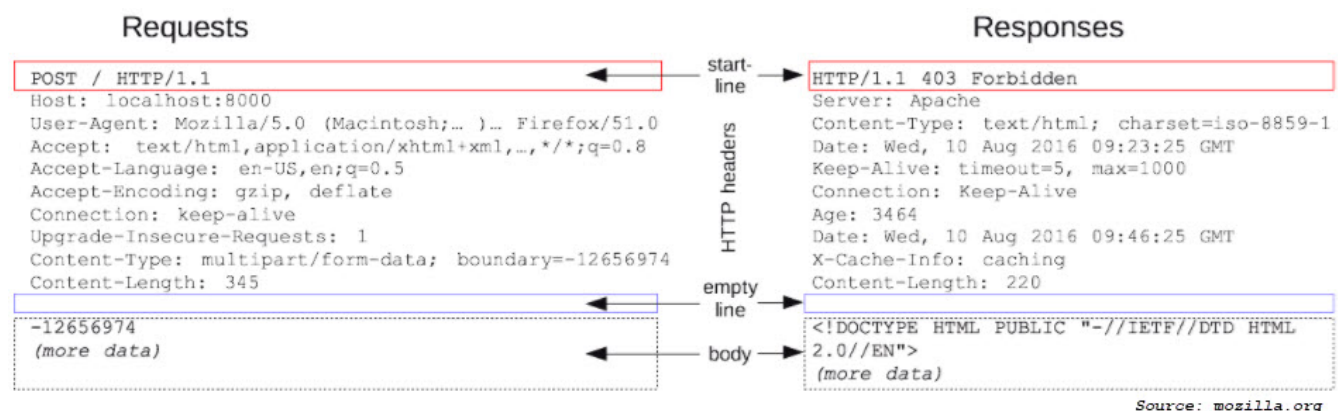 Requests
POST / HTTP/1.1
Host: localhost:8000
User-Agent: Mozilla/5.0 (Macintosh;… )… Firefox/51.0
Accept: text/html,application/xhtml+xml,…,*/*;q=0.8
Accept-Language: en-US,en;q=0.5
Accept-Encoding: gzip, deflate
Connection: keep-alive
Upgrade-Insecure-Requests: 1
Content-Type: multipart/form-data; boundary=-12656974
Content-Length: 345
-12656974
(more data)
start-
line
HTTP headers
empty
line
body
Responses
HTTP/1.1 403 Forbidden
Server: Apache
Content-Type: text/html; charset=iso-8859-1
Date: Wed, 10 Aug 2016 09:23:25 GMT
Keep-Alive: timeout=5, max=1000
Connection: Keep-Alive
Age: 3464
Date: Wed, 10 Aug 2016 09:46:25 GMT
X-Cache-Info: caching
Content-Length: 220
<!DOCTYPE HTML PUBLIC "-//IETF//DTD HTML
2.0//EN">
(more data)
Source: mozilla.org